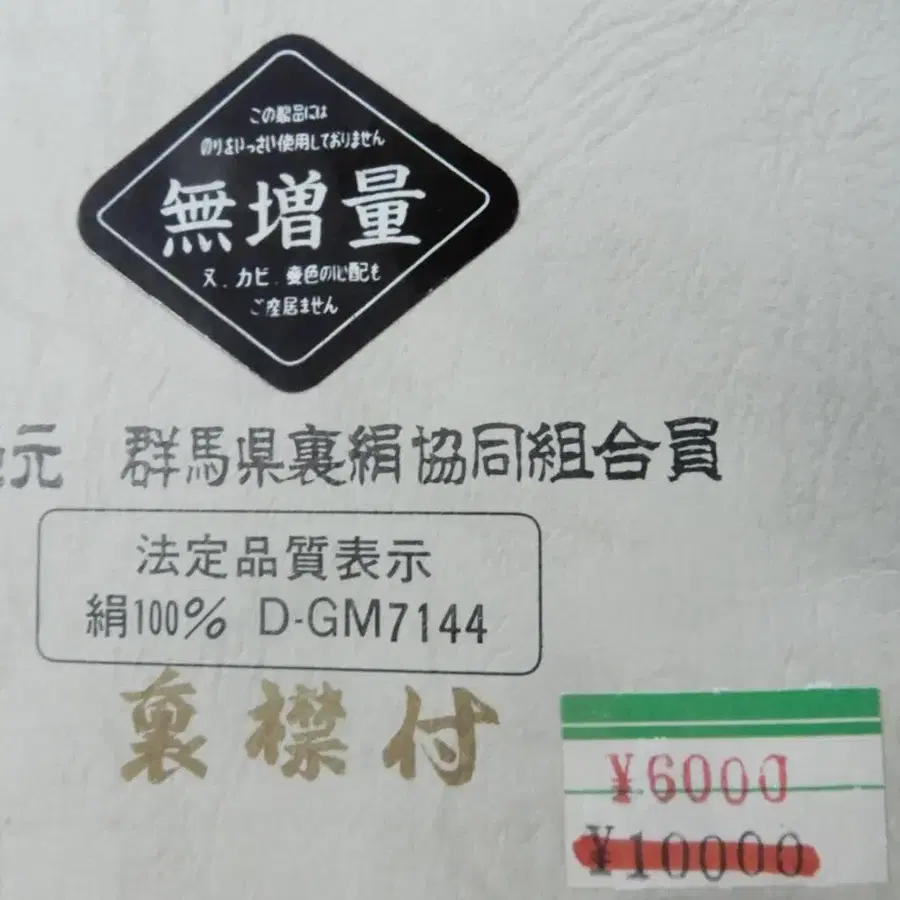 この製品には
のりをいっさい使用しておりません
無増量
又、カビ、変色の心配も
ご座居ません
元 群馬県裏絹協同組合員
法定品質表示
絹100% D-GM7144
裏襟付
¥6000
¥10000